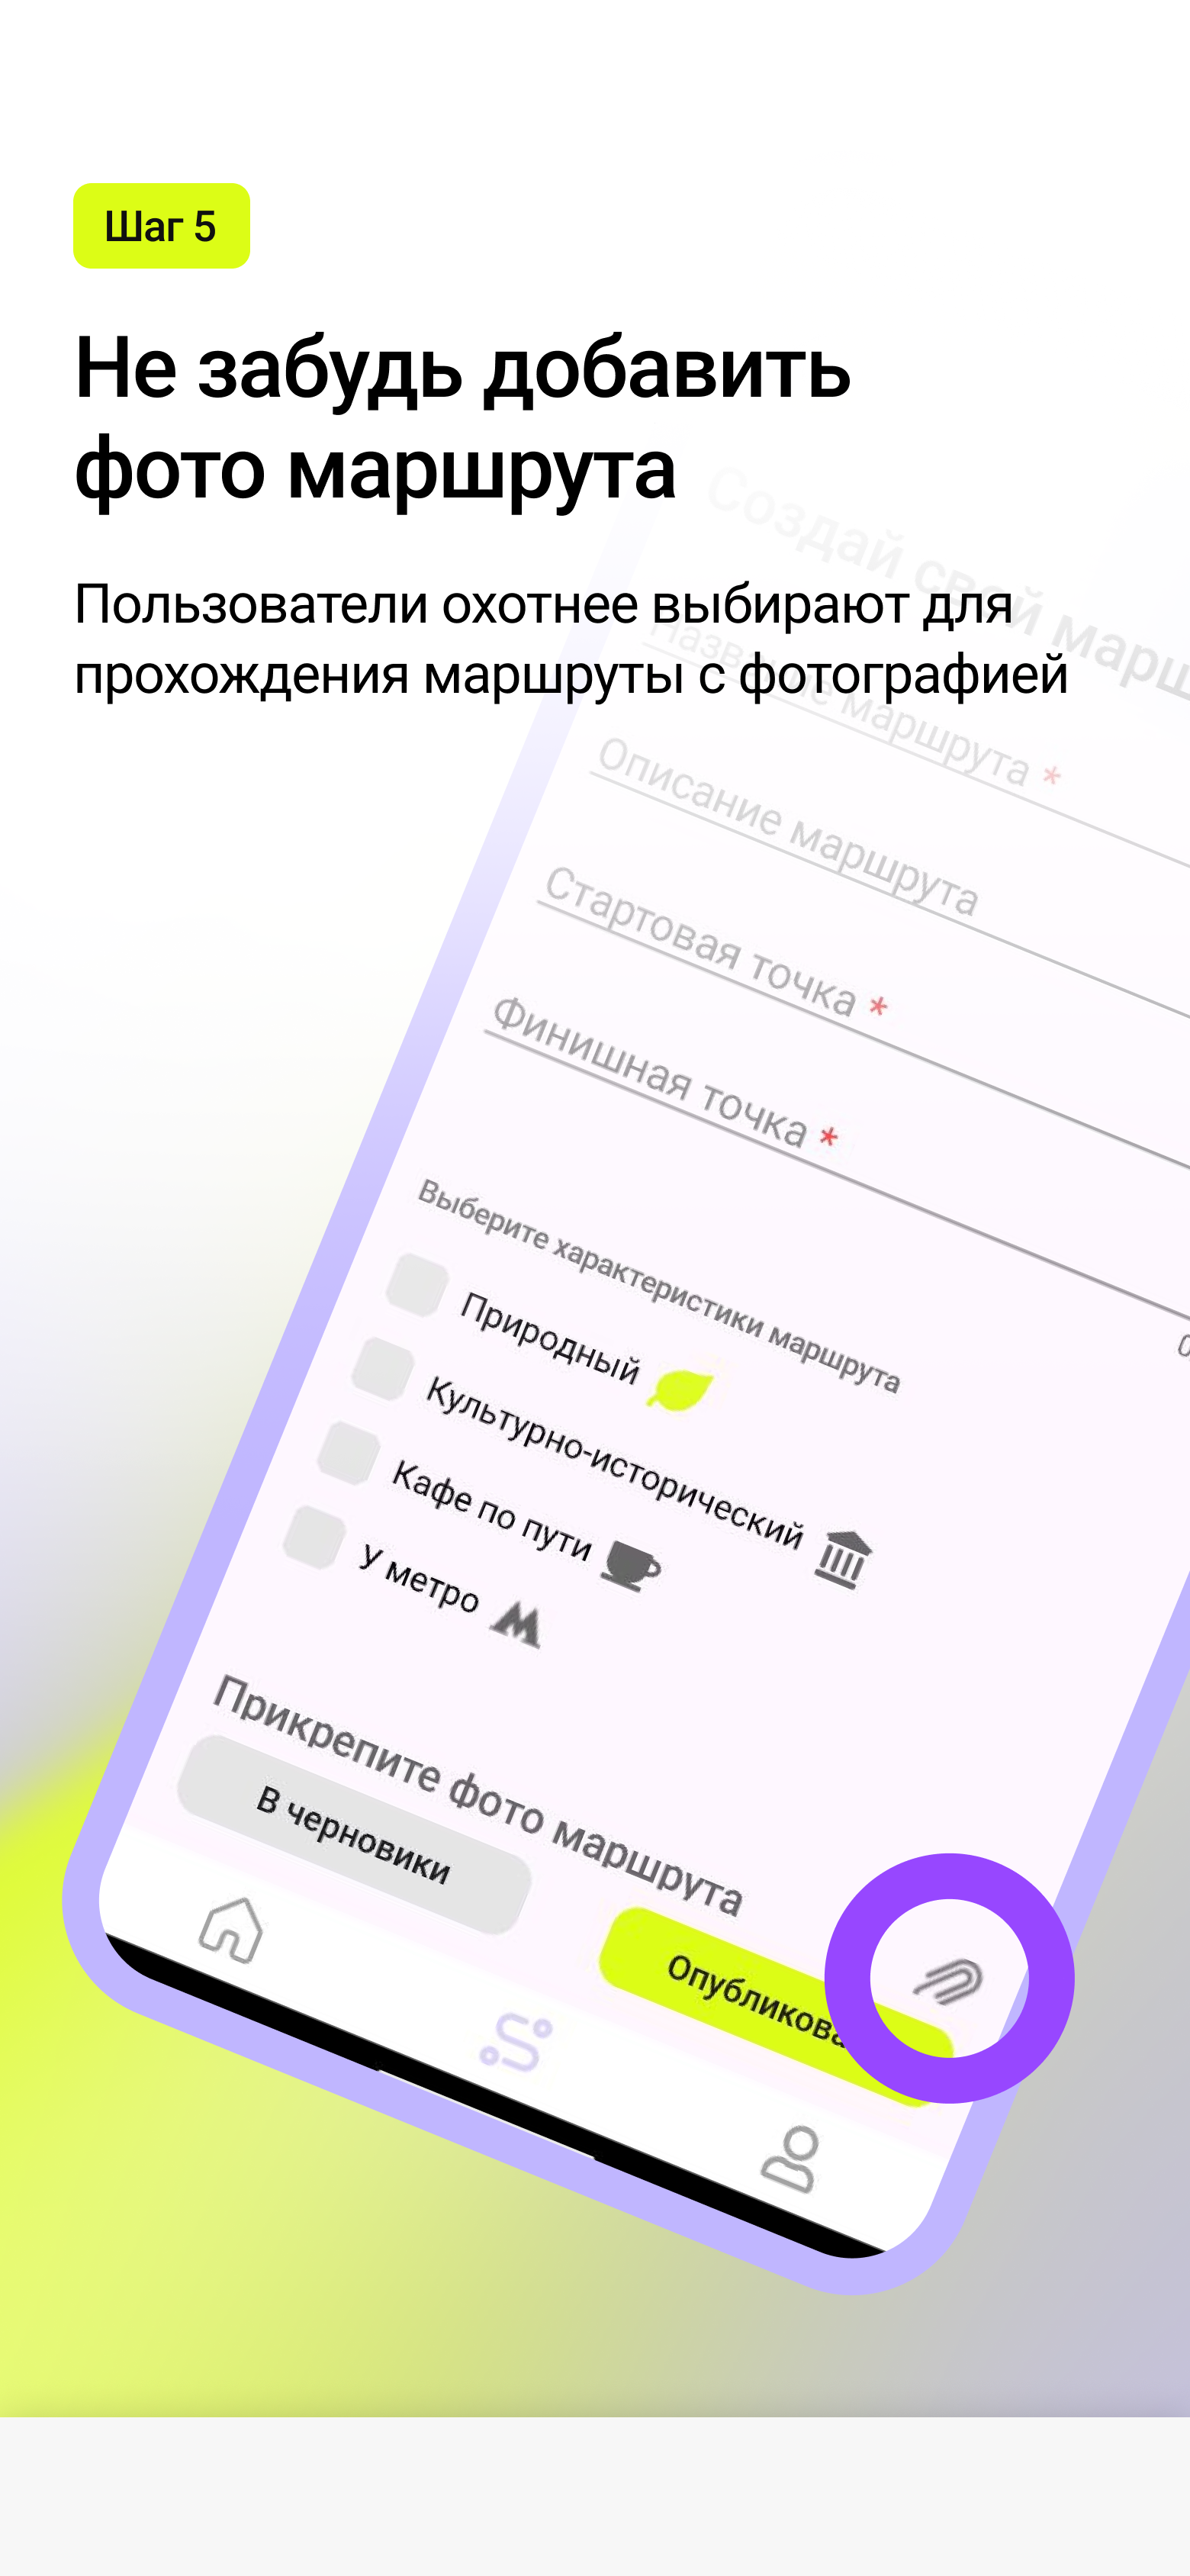 Шаг 5
Не забудь добавить
фото маршрута
Пользователи охотнее выбирают для
прохождения маршруты с фотографией
Создай свой марш
Название маршрута *
Описание маршрута
Стартовая точка *
Финишная точка *
0
Выберите характеристики маршрута
Природный
Культурно-исторический
Кафе по пути
У метро
Прикрепите фото маршрута
В черновики
Опубликова